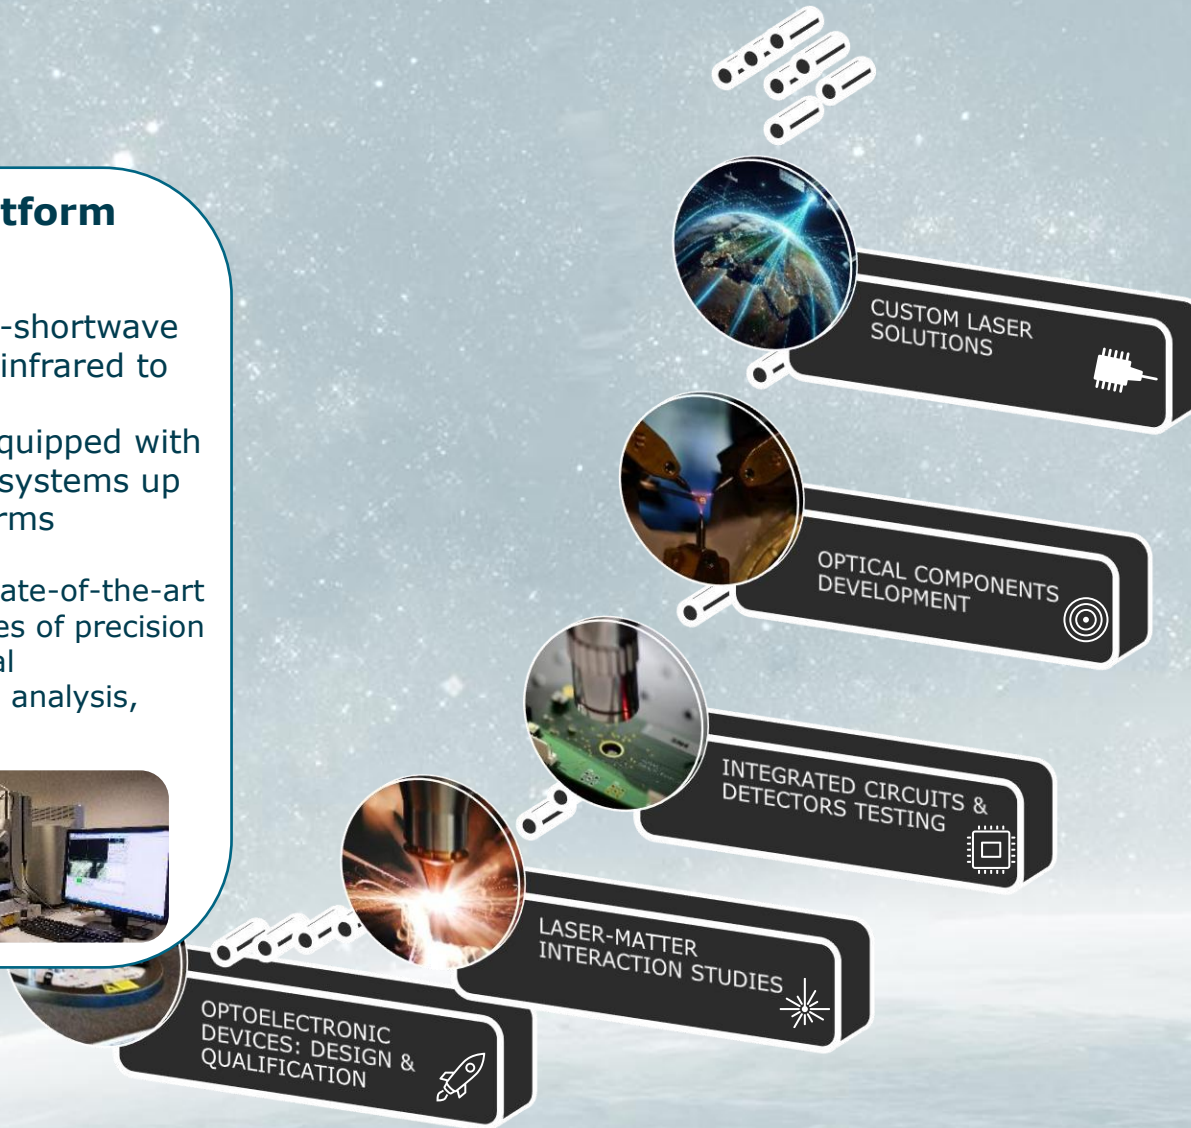 tform
-shortwave
infrared to
quipped with
systems up
rms
ate-of-the-art
es of precision
al
analysis,
CUSTOM LASER
SOLUTIONS
OPTICAL COMPONENTS
DEVELOPMENT
INTEGRATED CIRCUITS &
DETECTORS TESTING
LASER-MATTER
INTERACTION STUDIES
OPTOELECTRONIC
DEVICES: DESIGN &
QUALIFICATION